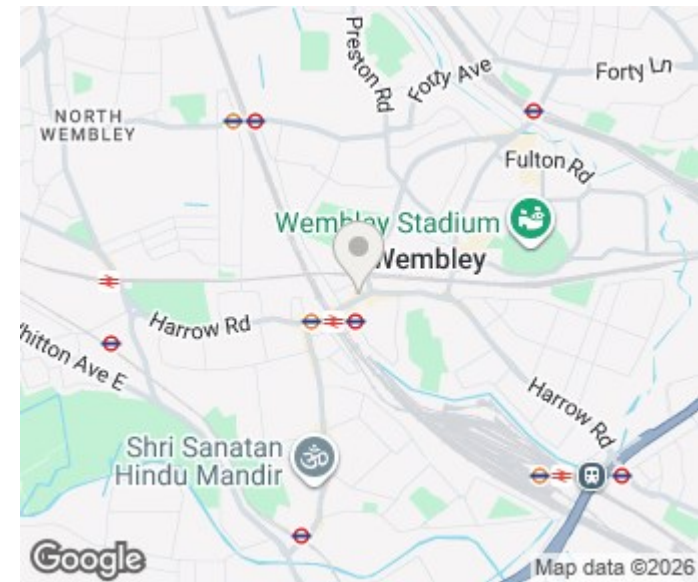 Preston Rd
Forty Ave
Forty Ln
NORTH
WEMBLEY
Fulton Rd
Wembley Stadium
Wembley
Harrow Rd
hitton Ave E
Harrow Rd
Shri Sanatan
Hindu Mandir
Google
Map data ©2026